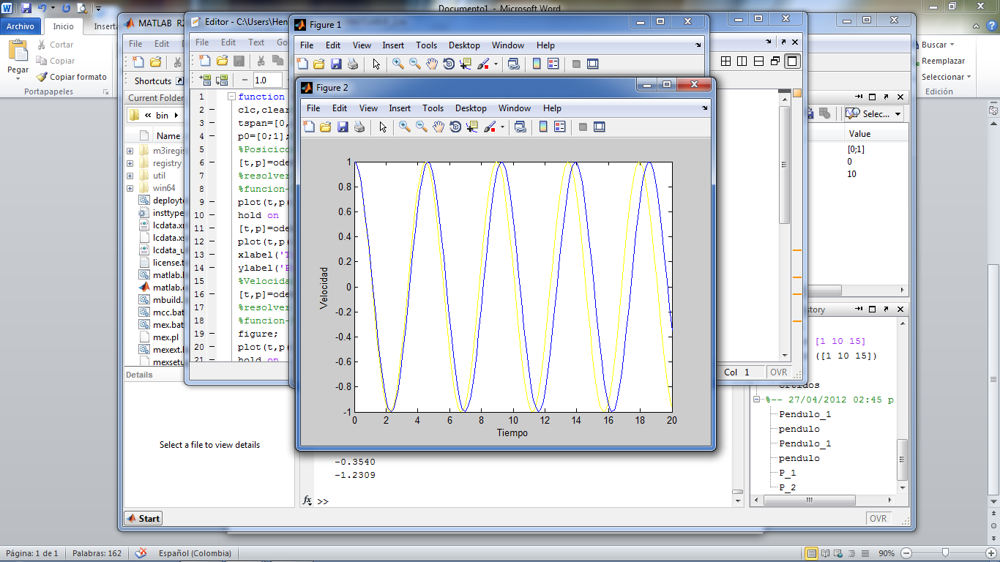 Documento1 - Microsoft Word
Archivo
Inicio
Inserta
Pegar
Cortar
Copiar
Copiar formato
Portapapeles
Buscar
Reemplazar
Seleccionar
Edición
MATLAB R2
File Edit
Shortcuts
Current Folder
« bin
Name
m3iregis
registry
util
win64
deployto
insttype
lcdata.x
lcdata.xs
lcdata_u
license.t
matlab.
matlab.
mbuild.
mcc.bat
mex.bat
mex.pl
mexext.
mexsetu
Details
Select a file to view details
Start
Editor - C:\Users\Hen
File Edit Text Go
1.0
1 function
2 clc,clear
3 tspan=[0,
4 p0=[0;1];
5 %Posicico
6 [t,p]=ode
7 %resolver
8 %funcion-
9 plot(t,p(
10 hold on
11 [t,p]=ode
12 plot(t,p(
13 xlabel('T
14 ylabel('P
15 %Velocida
16 [t,p]=ode
17 %resolver
18 %funcion-
19 figure;
20 plot(t,p(
21 hold on
Col 1 OVR
Figure 1
File Edit View Insert Tools Desktop Window Help
Figure 2
File Edit View Insert Tools Desktop Window Help
1
0.8
0.6
0.4
0.2
0
-0.2
-0.4
-0.6
-0.8
-1
Velocidad
0 2 4 6 8 10 12 14 16 18 20
Tiempo
-0.3540
-1.2309
fx >>
Selec...
Value
[0;1]
0
10
story
[1 10 15]
([1 10 15])
%-- 27/04/2012 02:45 p
Pendulo_1
pendulo
Pendulo_1
pendulo
P_1
P_2
OVR
Página: 1 de 1 Palabras: 162 Español (Colombia) 90%